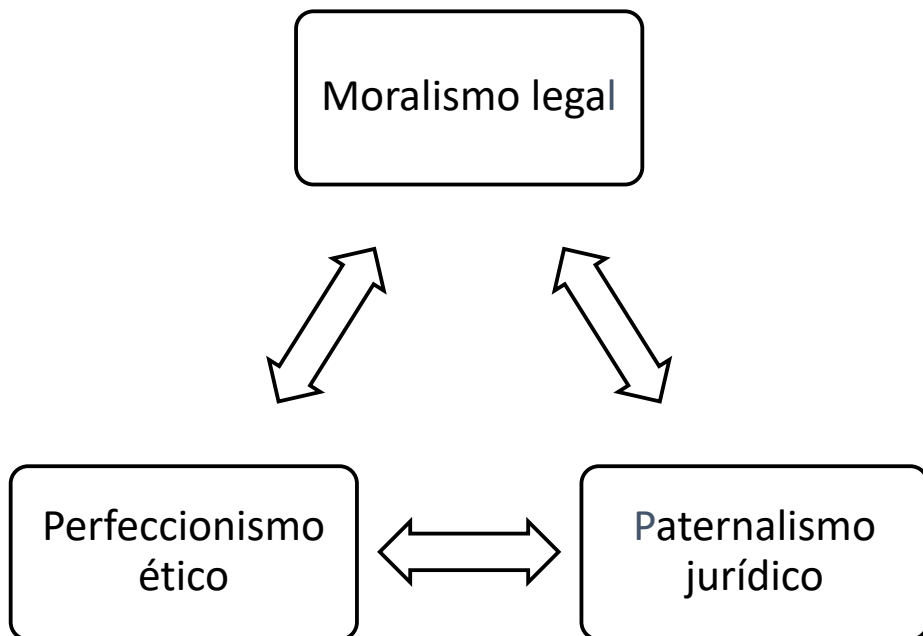 Moralismo legal
Perfeccionismo
ético
Paternalismo
jurídico